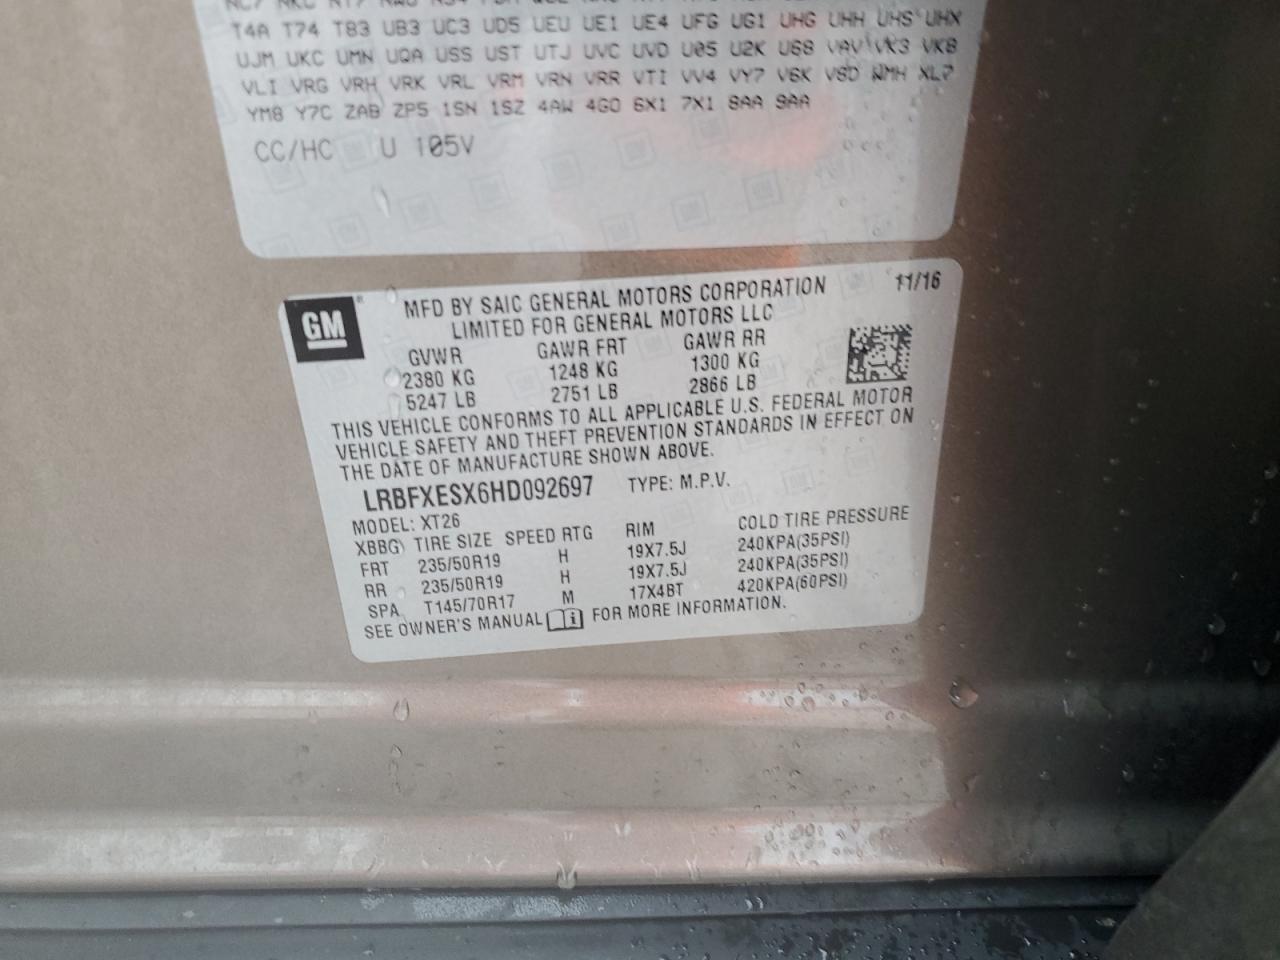 T4A T74 T83 UB3 UC3 UD5 UEU UE1 UE4 UFG UG1 UHG UHH UHS UHX
UJM UKC UMN UQA USS UST UTJ UVC UVD U05 U2K U68 VAV VK3 VK8
VLI VRG VRH VRK VRL VRM VRN VRR VTI VV4 VY7 V6K V8D WMH XL7
YM8 Y7C ZAB ZP5 1SN 1SZ 4AW 4GO 6X1 7X1 8AA 9AA
CC/HC U 105V
GM
MFD BY SAIC GENERAL MOTORS CORPORATION 11/16
LIMITED FOR GENERAL MOTORS LLC
GVWR GAWR FRT GAWR RR
2380 KG 1248 KG 1300 KG
5247 LB 2751 LB 2866 LB
THIS VEHICLE CONFORMS TO ALL APPLICABLE U.S. FEDERAL MOTOR
VEHICLE SAFETY AND THEFT PREVENTION STANDARDS IN EFFECT ON
THE DATE OF MANUFACTURE SHOWN ABOVE.
LRBFXESX6HD092697 TYPE: M.P.V.
MODEL: XT26
XBBG TIRE SIZE SPEED RTG RIM COLD TIRE PRESSURE
FRT 235/50R19 H 19X7.5J 240KPA(35PSI)
RR 235/50R19 H 19X7.5J 240KPA(35PSI)
SPA T145/70R17 M 17X4BT 420KPA(60PSI)
SEE OWNER'S MANUAL FOR MORE INFORMATION.